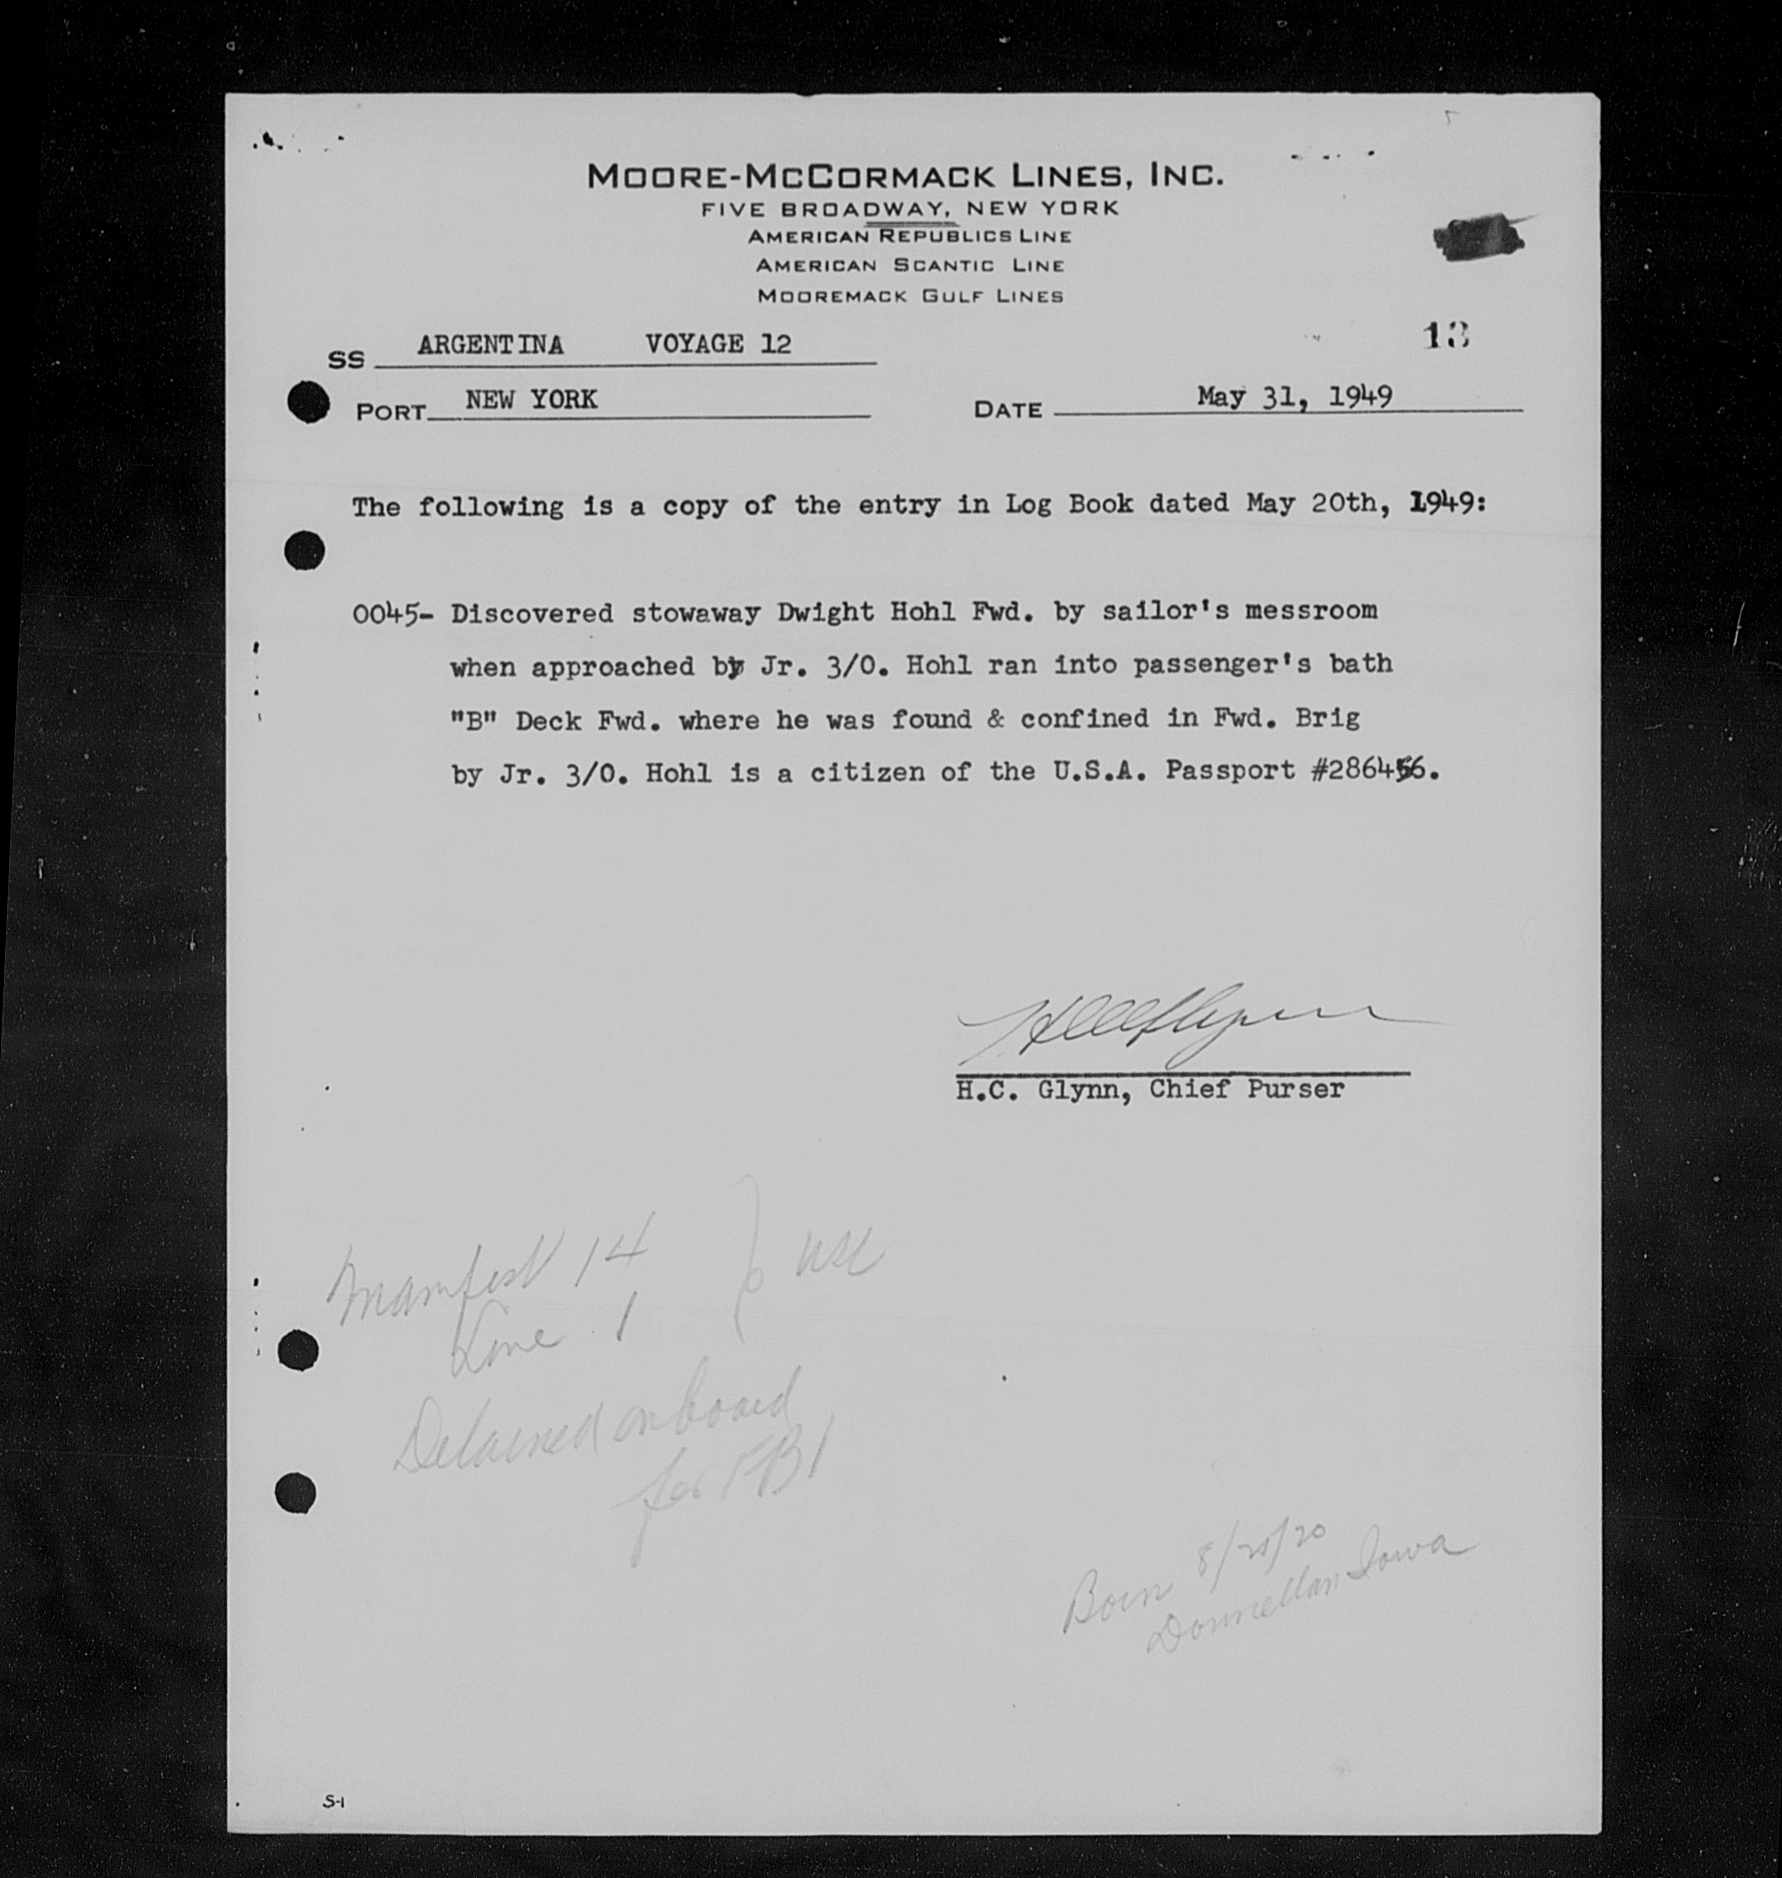 MOORE-MCCORMACK LINES, INC.
FIVE BROADWAY, NEW YORK
AMERICAN REPUBLICS LINE
AMERICAN SCANTIC LINE
MOOREMACK GULF LINES
SS ARGENTINA VOYAGE 12
13
PORT NEW YORK DATE May 31, 1949
The following is a copy of the entry in Log Book dated May 20th, 1949:
0045- Discovered stowaway Dwight Hohl Fwd. by sailor's messroom
when approached by Jr. 3/O. Hohl ran into passenger's bath
"B" Deck Fwd. where he was found & confined in Fwd. Brig
by Jr. 3/O. Hohl is a citizen of the U.S.A. Passport #286456.
H.C. Glynn
H.C. Glynn, Chief Purser
Manifest 14
Line 1
Detained on board
for FBI
Born 8/20/20
Donnellan Iowa
S-1